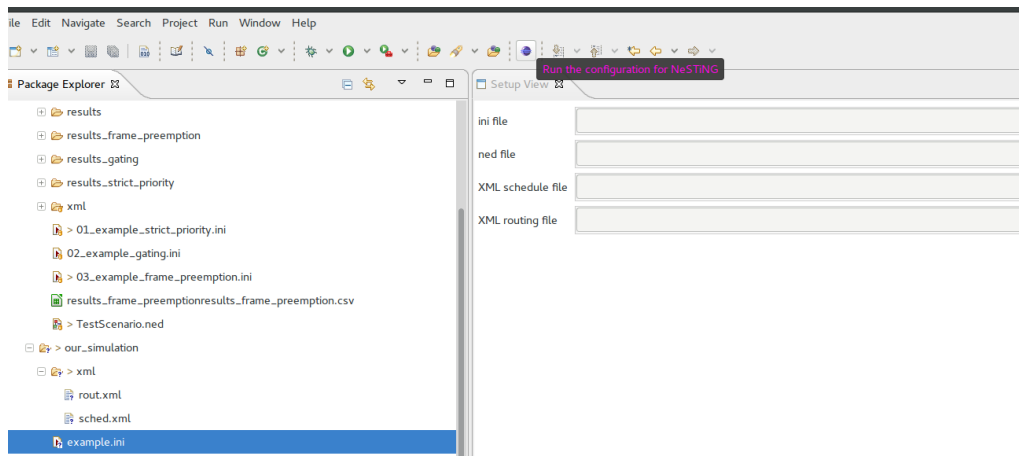 ile Edit Navigate Search Project Run Window Help
Run the configuration for NeSTiNG
Package Explorer
Setup View
results
results_frame_preemption
results_gating
results_strict_priority
xml
> 01_example_strict_priority.ini
02_example_gating.ini
> 03_example_frame_preemption.ini
results_frame_preemptionresults_frame_preemption.csv
> TestScenario.ned
> our_simulation
> xml
rout.xml
sched.xml
example.ini
ini file
ned file
XML schedule file
XML routing file